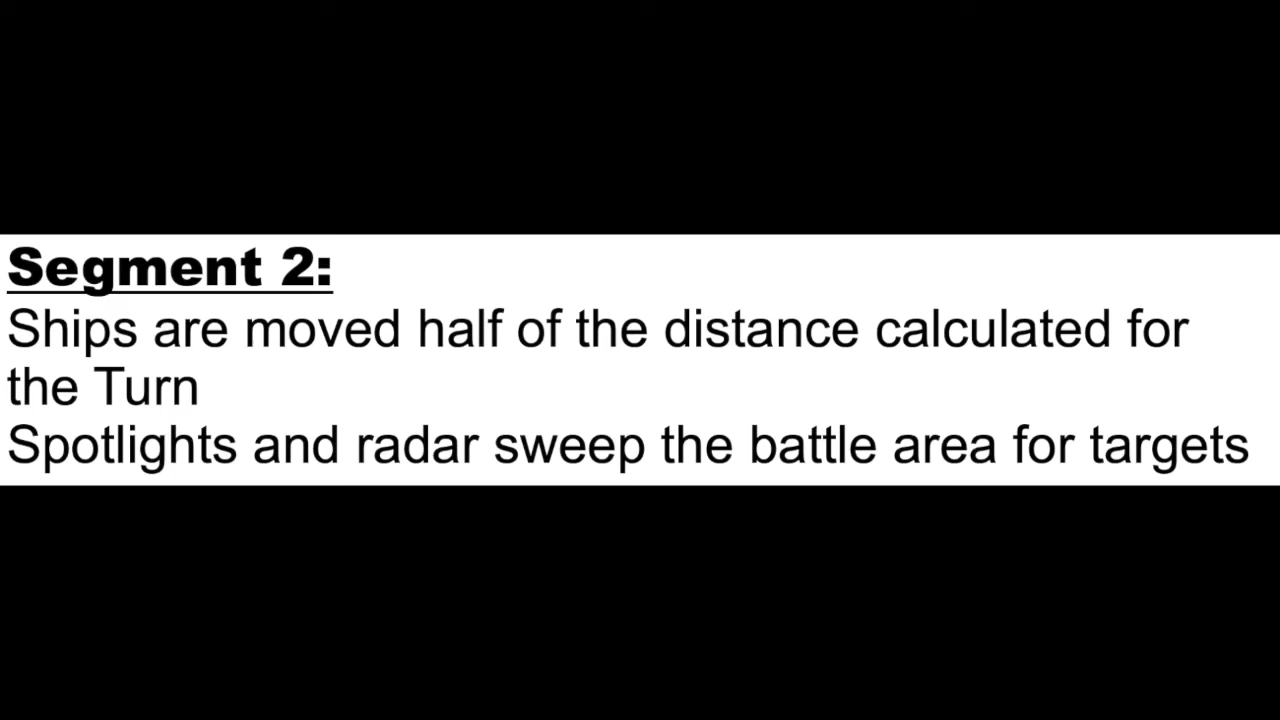 Segment 2:
Ships are moved half of the distance calculated for
the Turn
Spotlights and radar sweep the battle area for targets